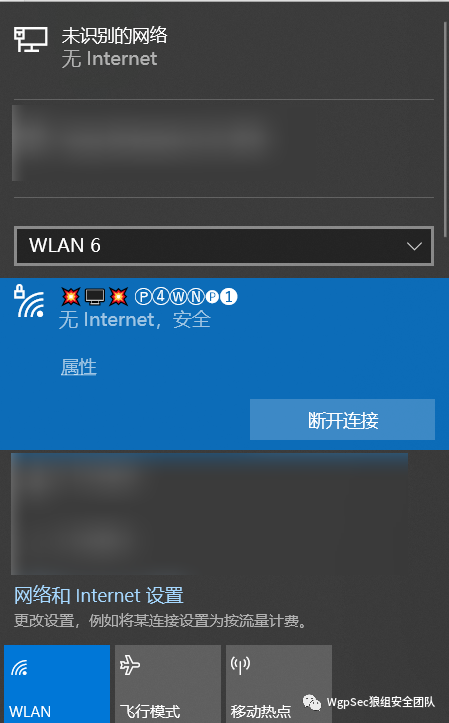 未识别的网络
无 Internet
WLAN 6
💥🖥💥 Ⓟ④ⓌⓃ🅟❶
无 Internet，安全
属性
断开连接
网络和 Internet 设置
更改设置，例如将某连接设置为按流量计费。
WLAN
飞行模式
移动热点
WgpSec狼组安全团队